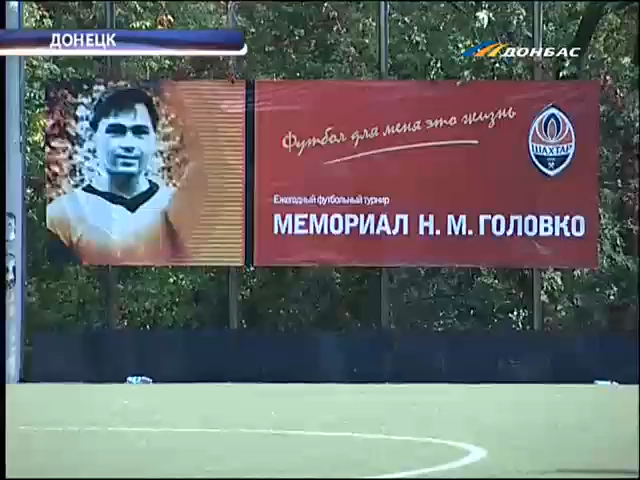 ДОНЕЦК
ДОНБАС
Футбол для меня это жизнь
ШАХТАР
Ежегодный футбольный турнир
МЕМОРИАЛ Н. М. ГОЛОВКО